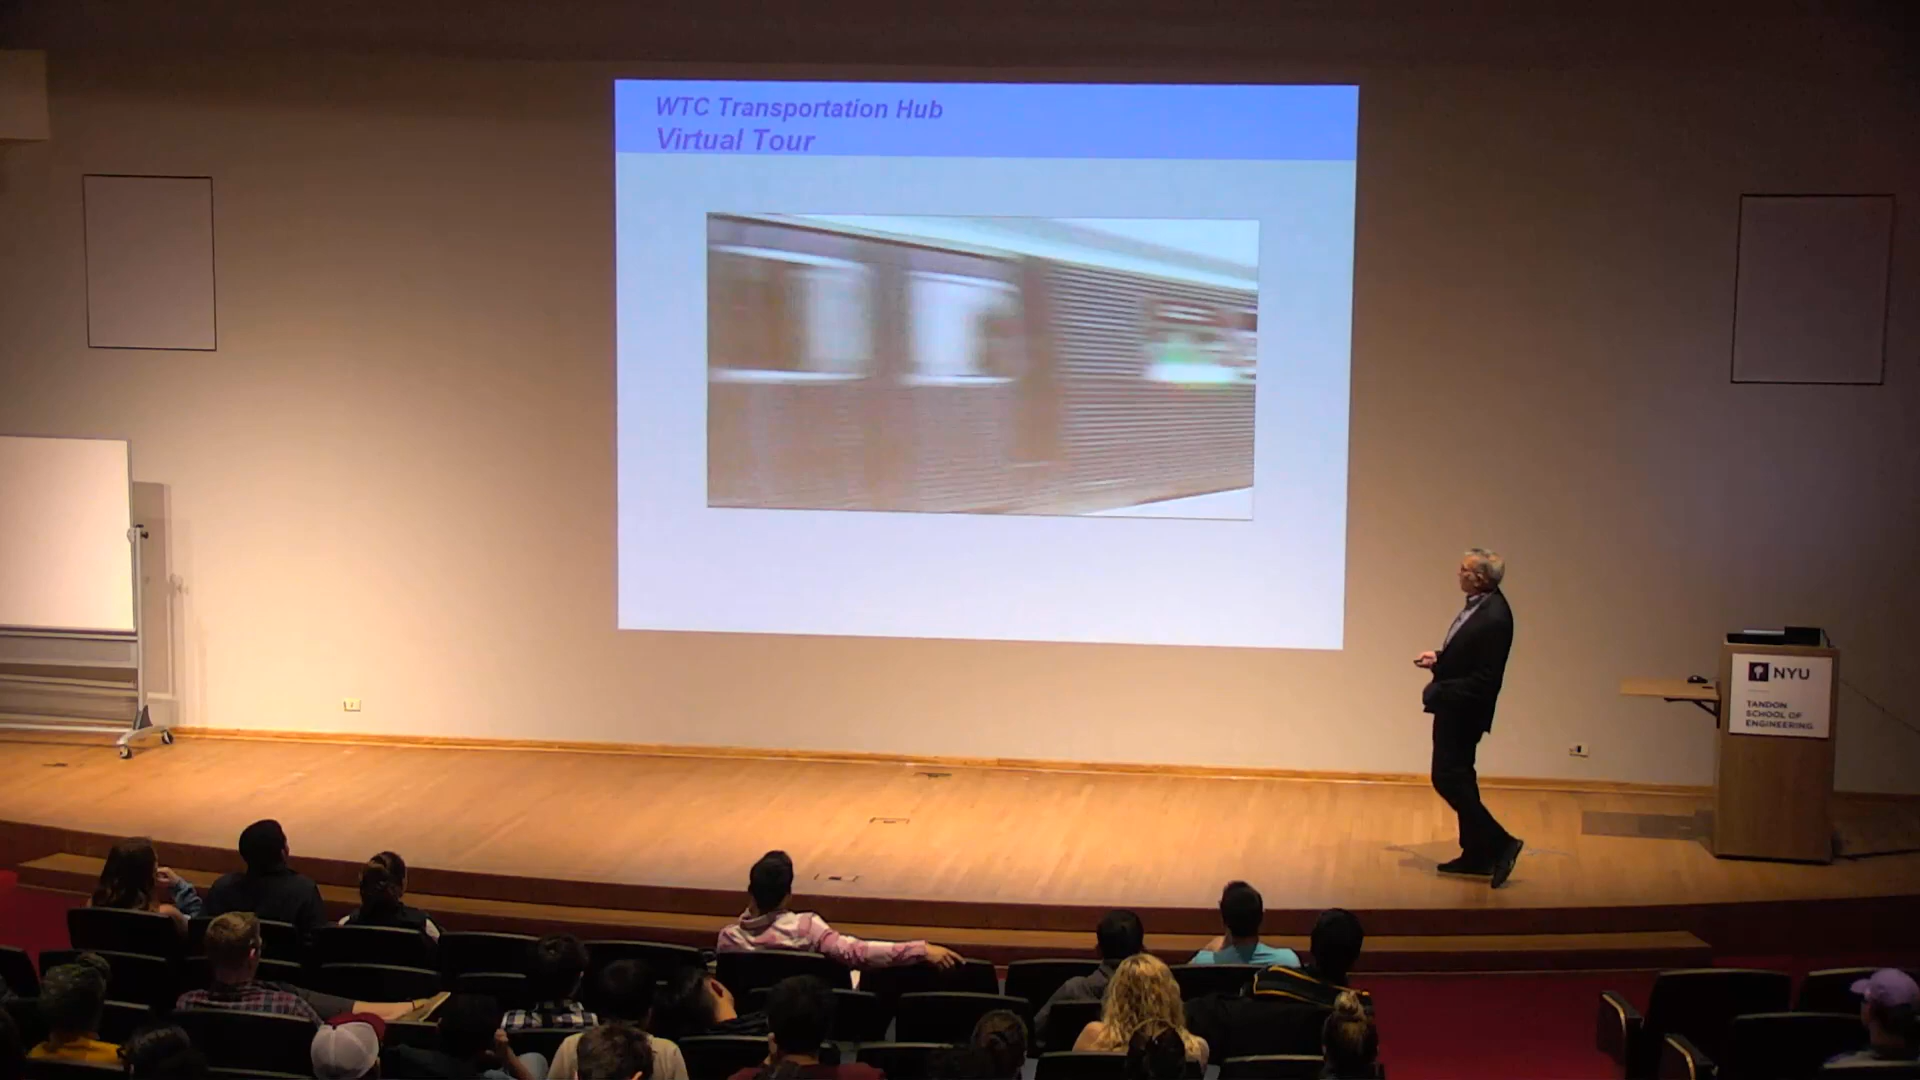 WTC Transportation Hub
Virtual Tour
NYU
TANDON
SCHOOL OF
ENGINEERING